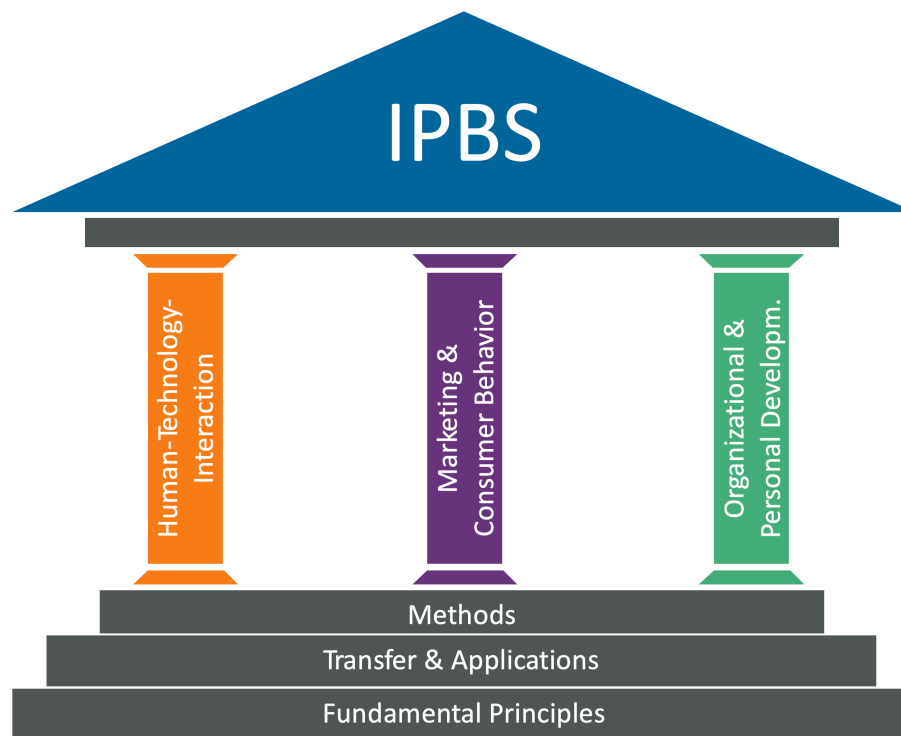 IPBS
Human-Technology-
Interaction
Marketing &
Consumer Behavior
Organizational &
Personal Developm.
Methods
Transfer & Applications
Fundamental Principles